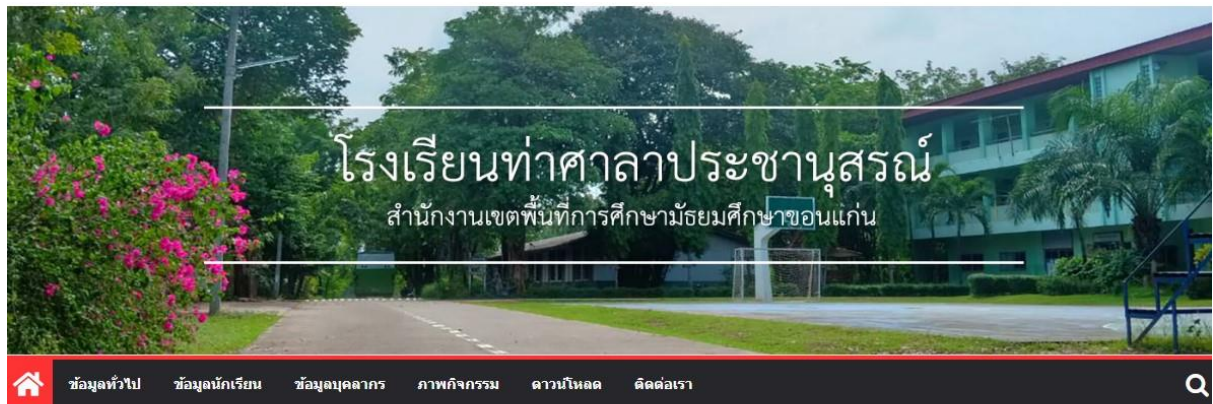 โรงเรียนท่าศาลาประชานุสรณ์
สำนักงานเขตพื้นที่การศึกษามัธยมศึกษาขอนแก่น
ข้อมูลทั่วไป ข้อมูลนักเรียน ข้อมูลบุคลากร ภาพกิจกรรม ดาวน์โหลด ติดต่อเรา